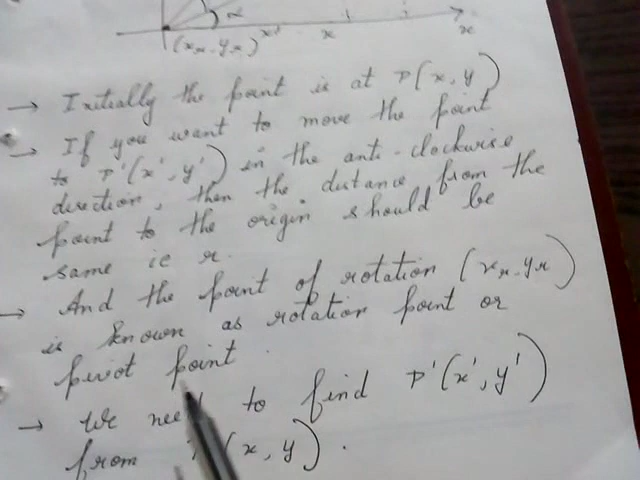 α
(xr, yr) x' x x
→ Initially the point is at P(x, y)
→ If you want to move the point
to P'(x', y') in the anti-clockwise
direction, then the distance from the
point to the origin should be
same ie r.
→ And the point of rotation (xr, yr)
is known as rotation point or
pivot point.
→ We need to find P'(x', y')
from (x, y).